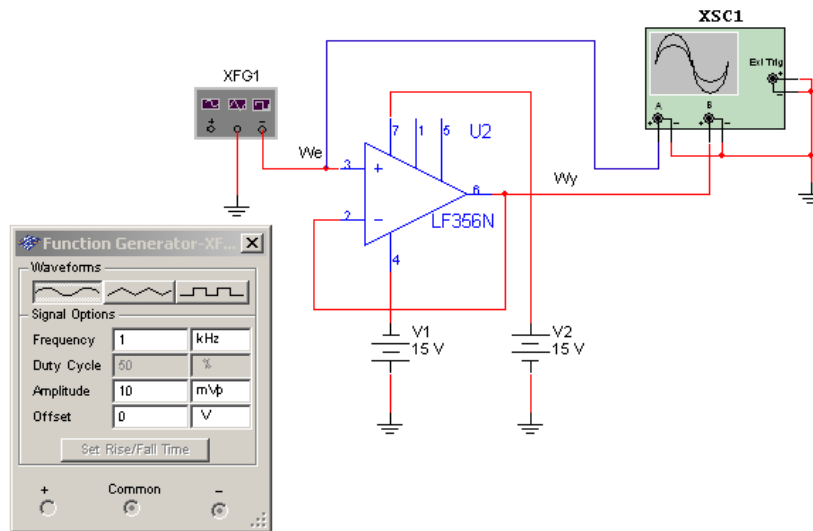 XSC1
Ext Trig
+
−
A
B
+ − + −
XFG1
+ −
7 1 5
U2
We
3
+
2
−
6
Wy
LF356N
4
V1
15 V
V2
15 V
Function Generator-XF...
Waveforms
Signal Options
Frequency 1 kHz
Duty Cycle 50 %
Amplitude 10 mVp
Offset 0 V
Set Rise/Fall Time
+ Common −